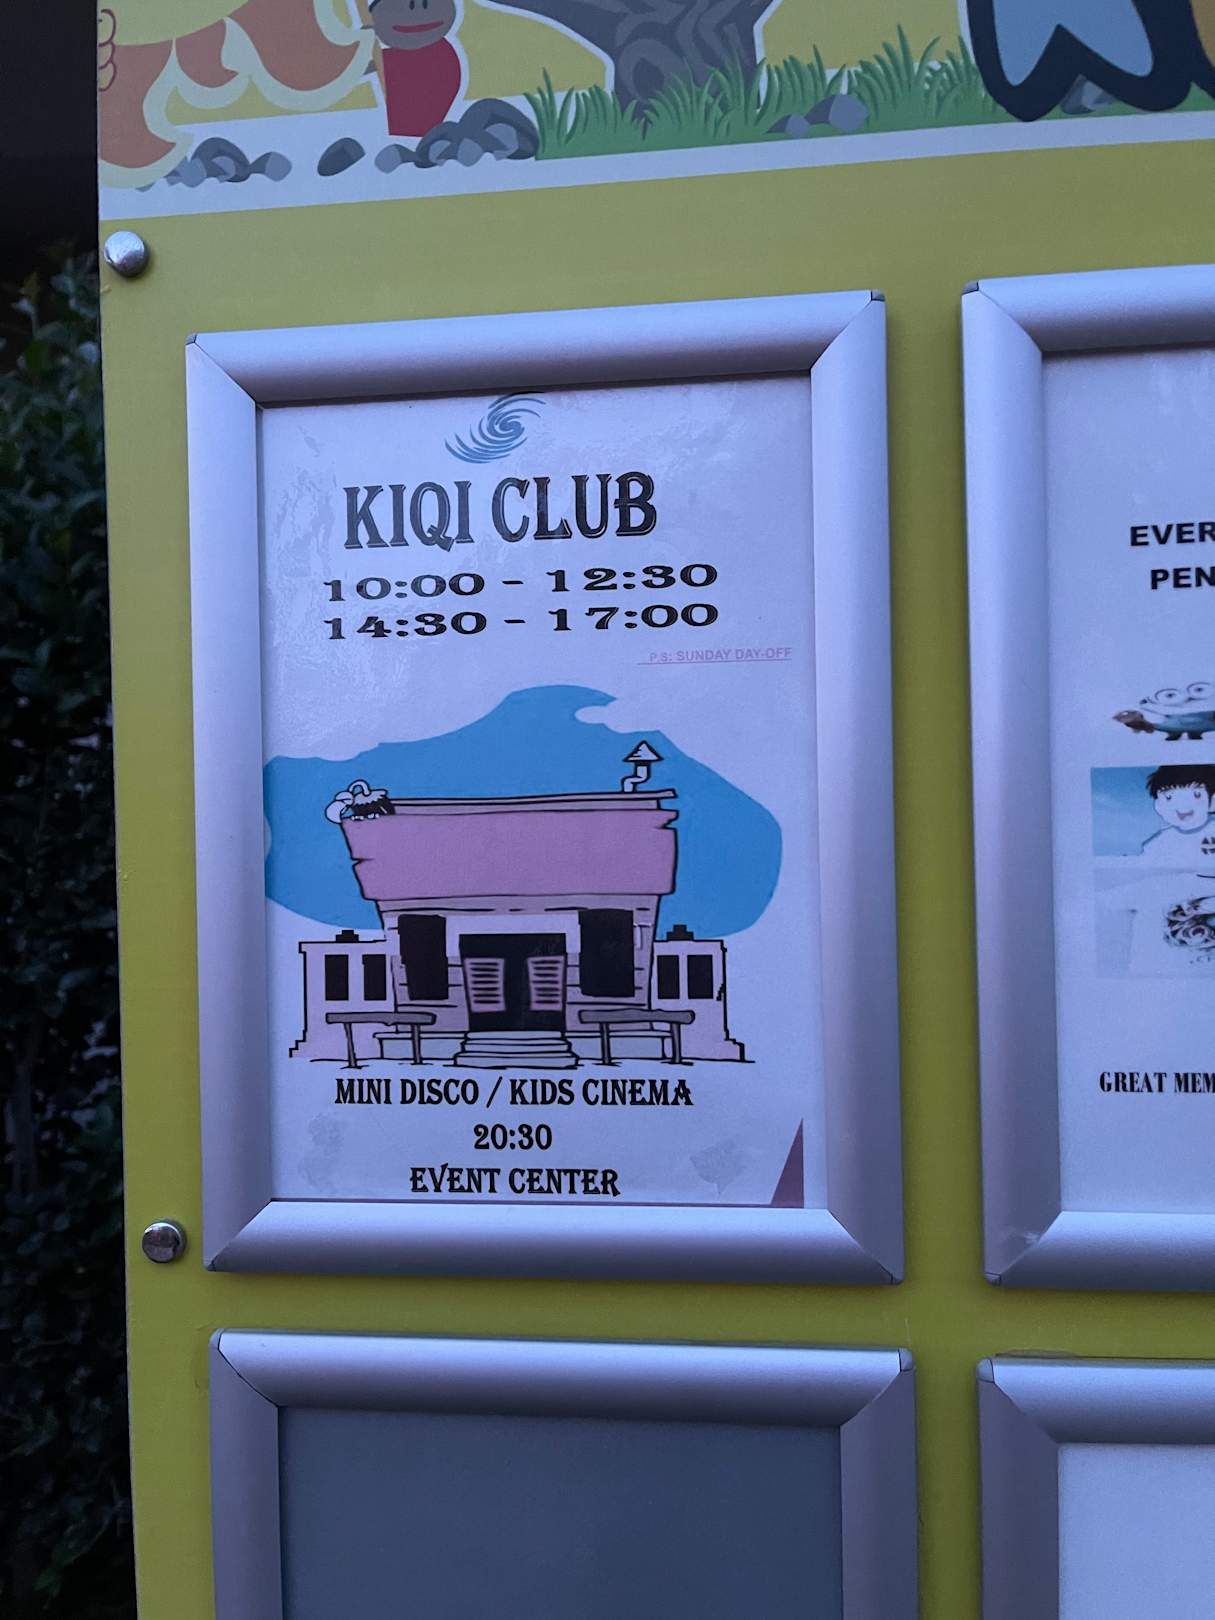 KIQI CLUB
10:00 - 12:30
14:30 - 17:00
P.S: SUNDAY DAY-OFF
MINI DISCO / KIDS CINEMA
20:30
EVENT CENTER
EVER
PEN
GREAT MEM